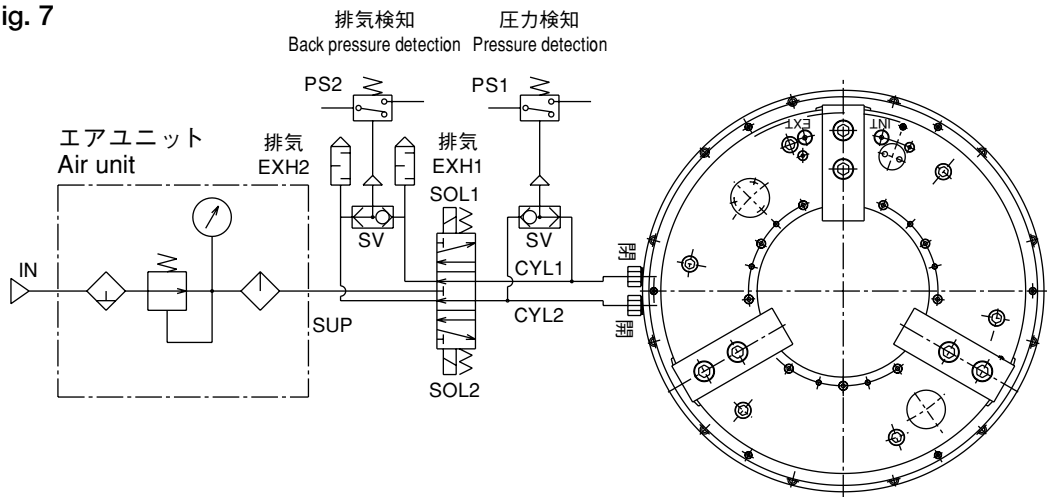 ig. 7
排気検知
Back pressure detection
圧力検知
Pressure detection
PS2
PS1
エアユニット
Air unit
排気
EXH2
排気
EXH1
SOL1
SV
SV
IN
SUP
CYL1
CYL2
SOL2
閉
開
EXT
INT